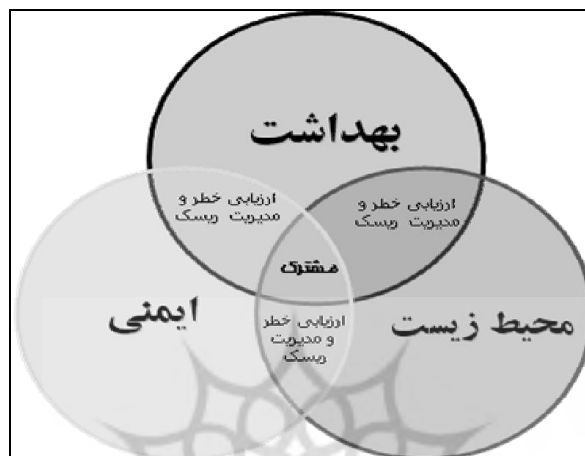 بهداشت
ارزیابی خطر و
مدیریت ریسک
ارزیابی خطر و
مدیریت ریسک
مشترک
ایمنی
محیط زیست
ارزیابی خطر
و مدیریت
ریسک